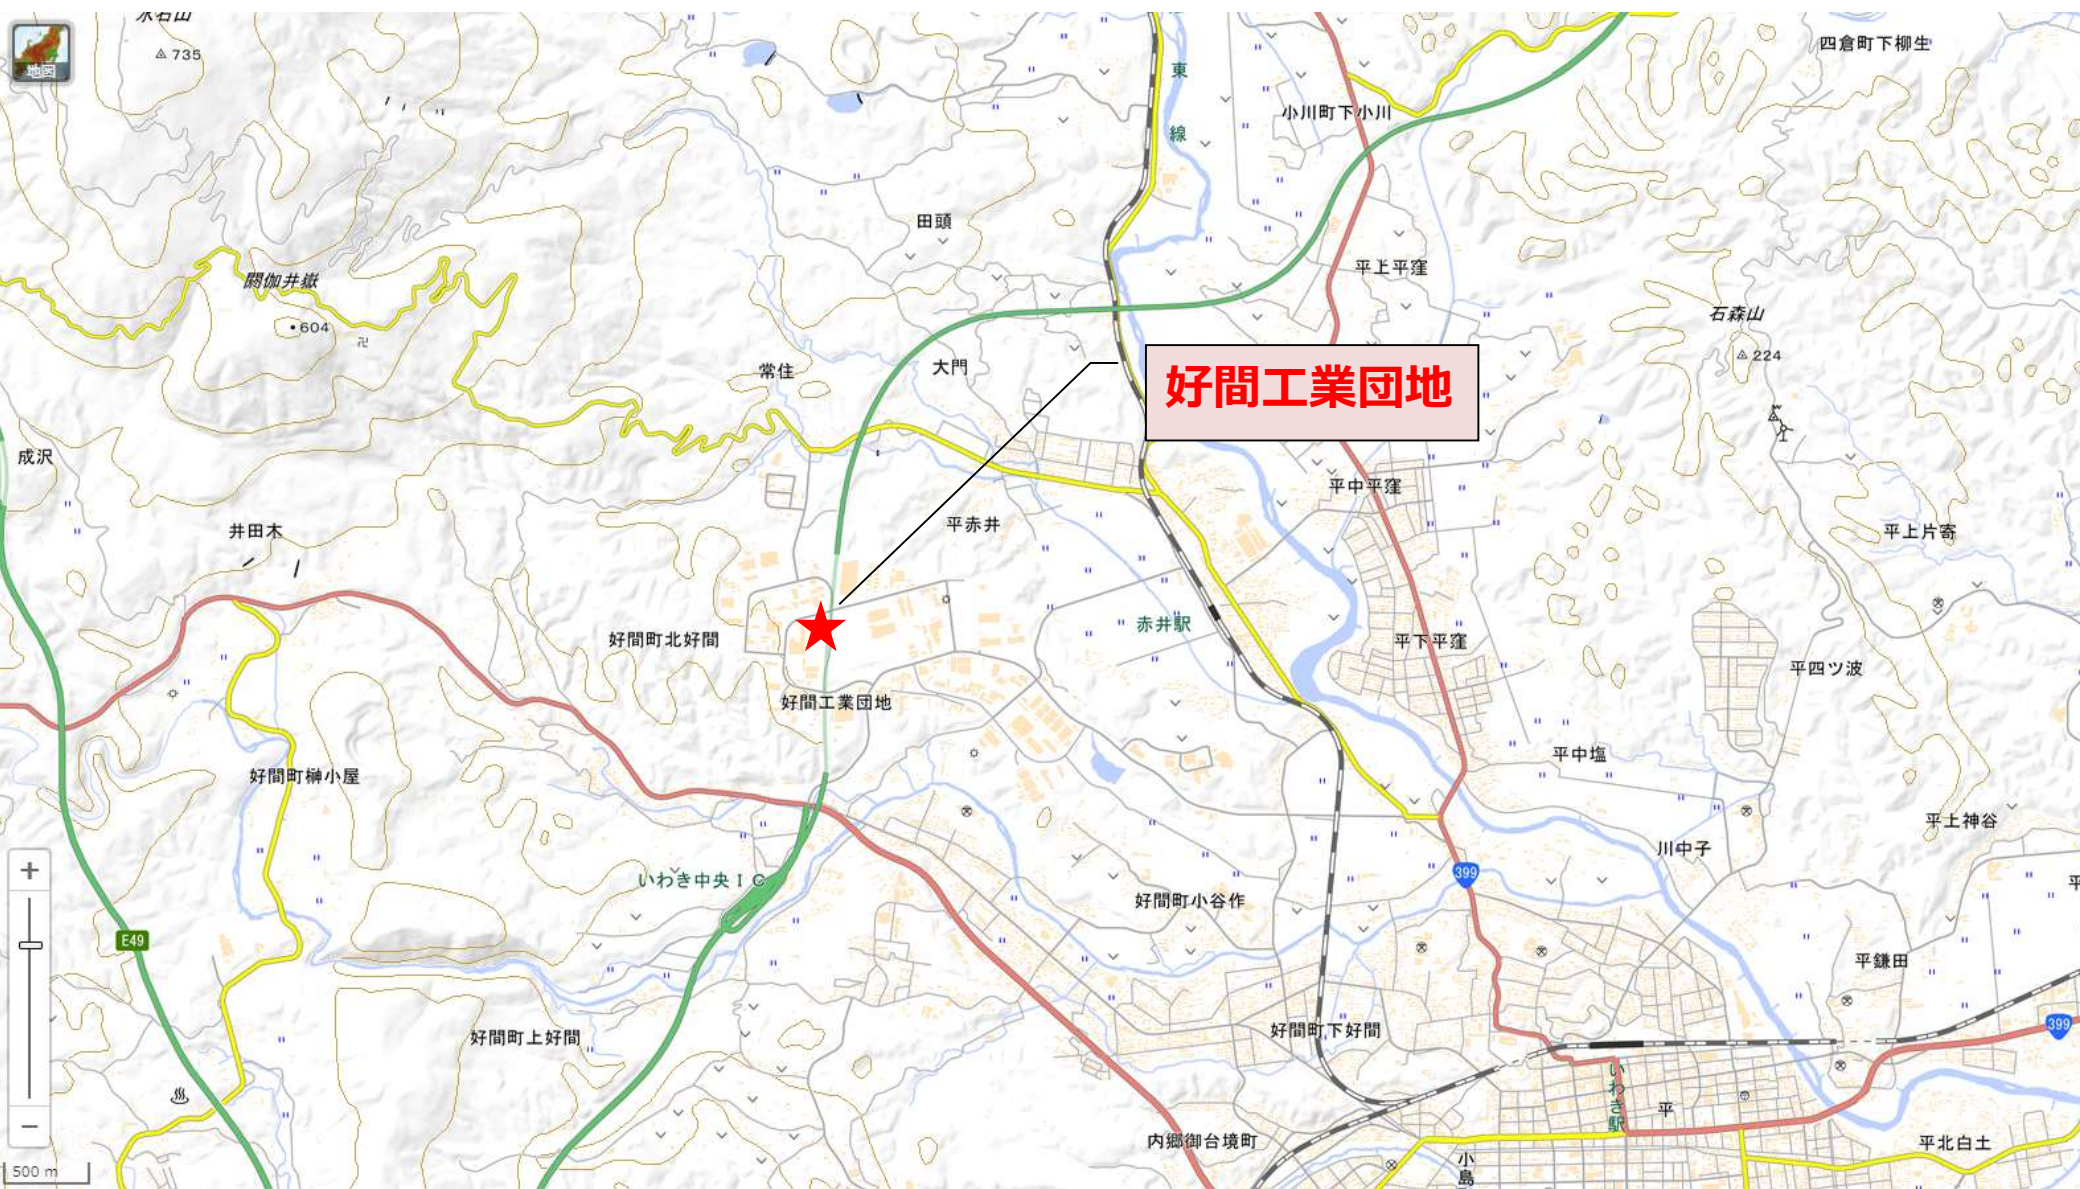 水石山
735
地図
四倉町下柳生
東
線
小川町下小川
田頭
平上平窪
閼伽井嶽
604
石森山
224
常住
大門
好間工業団地
成沢
平中平窪
井田木
平赤井
平上片寄
赤井駅
好間町北好間
平下平窪
平四ツ波
好間工業団地
平中塩
好間町榊小屋
平上神谷
川中子
399
いわき中央IC
好間町小谷作
E49
平鎌田
平
399
好間町上好間
好間町下好間
いわき駅
平
内郷御台境町
平北白土
小島
500 m